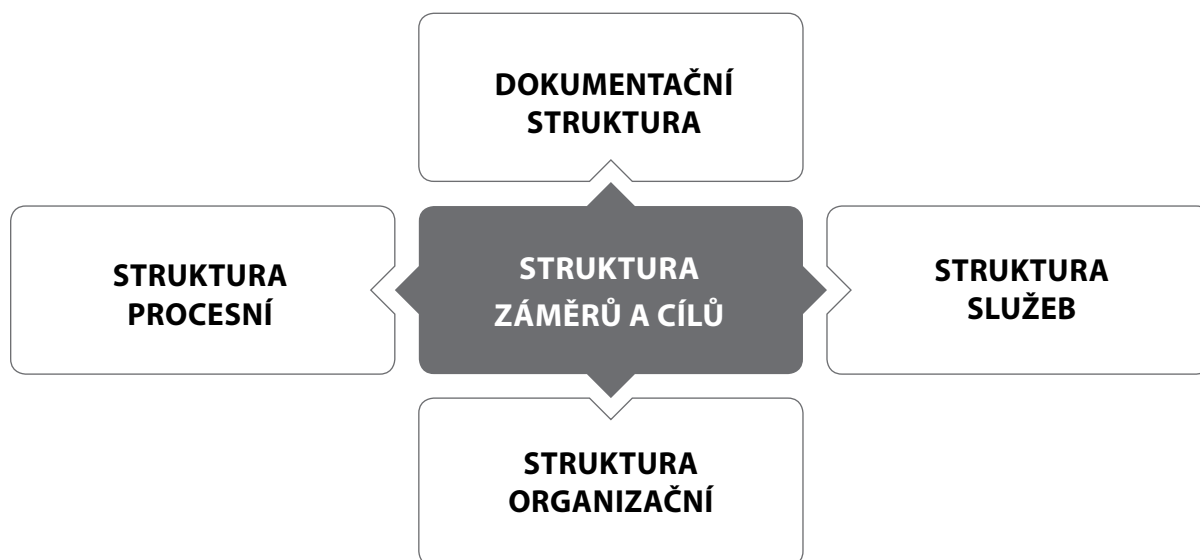 DOKUMENTAČNÍ
STRUKTURA
STRUKTURA
PROCESNÍ
STRUKTURA
ZÁMĚRŮ A CÍLŮ
STRUKTURA
SLUŽEB
STRUKTURA
ORGANIZAČNÍ